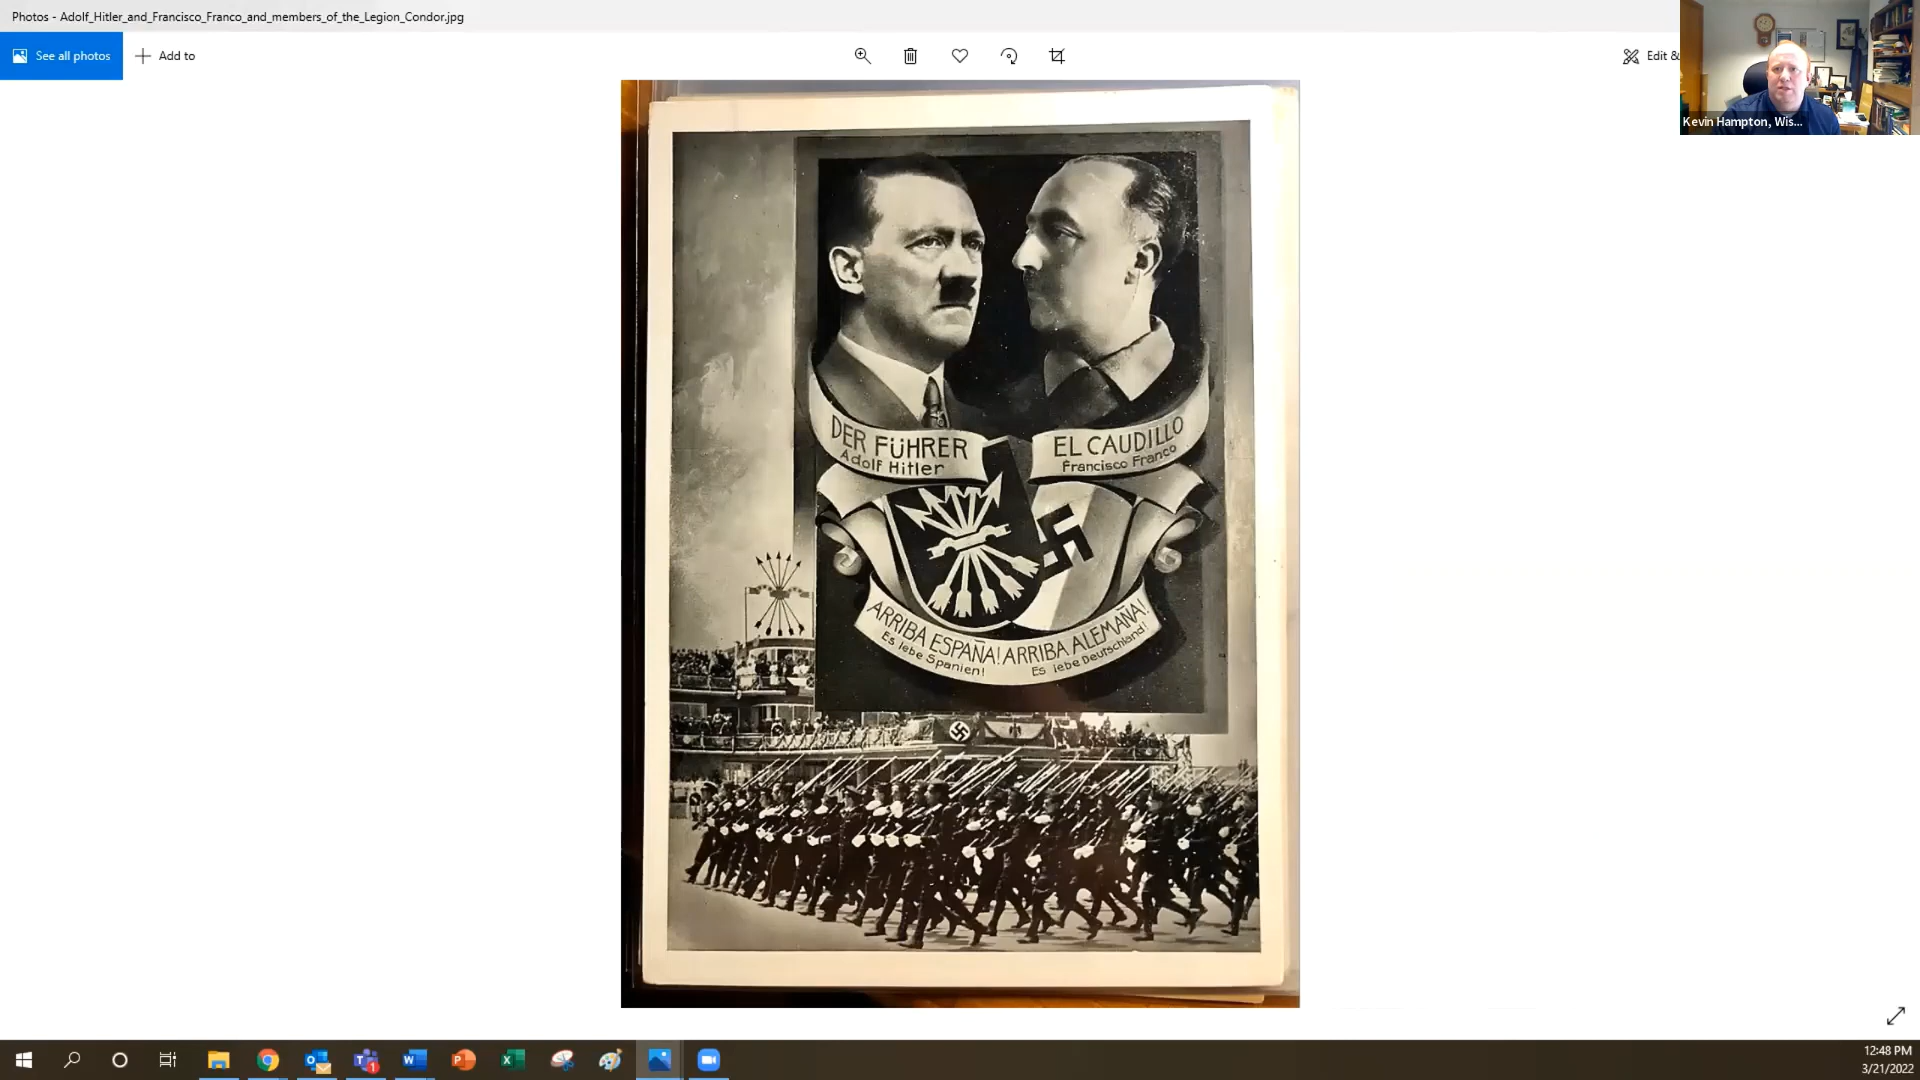 Photos - Adolf_Hitler_and_Francisco_Franco_and_members_of_the_Legion_Condor.jpg
See all photos
Add to
Edit &
Kevin Hampton, Wis...
DER FÜHRER
Adolf Hitler
EL CAUDILLO
Francisco Franco
ARRIBA ESPAÑA! ARRIBA ALEMAÑA!
Es lebe Spanien! Es lebe Deutschland!
1
12:48 PM
3/21/2022